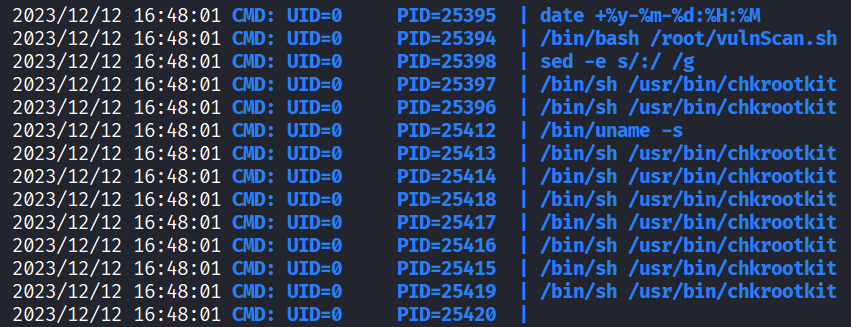 2023/12/12 16:48:01 CMD: UID=0 PID=25395 | date +%y-%m-%d:%H:%M
2023/12/12 16:48:01 CMD: UID=0 PID=25394 | /bin/bash /root/vulnScan.sh
2023/12/12 16:48:01 CMD: UID=0 PID=25398 | sed -e s/:/ /g
2023/12/12 16:48:01 CMD: UID=0 PID=25397 | /bin/sh /usr/bin/chkrootkit
2023/12/12 16:48:01 CMD: UID=0 PID=25396 | /bin/sh /usr/bin/chkrootkit
2023/12/12 16:48:01 CMD: UID=0 PID=25412 | /bin/uname -s
2023/12/12 16:48:01 CMD: UID=0 PID=25413 | /bin/sh /usr/bin/chkrootkit
2023/12/12 16:48:01 CMD: UID=0 PID=25414 | /bin/sh /usr/bin/chkrootkit
2023/12/12 16:48:01 CMD: UID=0 PID=25418 | /bin/sh /usr/bin/chkrootkit
2023/12/12 16:48:01 CMD: UID=0 PID=25417 | /bin/sh /usr/bin/chkrootkit
2023/12/12 16:48:01 CMD: UID=0 PID=25416 | /bin/sh /usr/bin/chkrootkit
2023/12/12 16:48:01 CMD: UID=0 PID=25415 | /bin/sh /usr/bin/chkrootkit
2023/12/12 16:48:01 CMD: UID=0 PID=25419 | /bin/sh /usr/bin/chkrootkit
2023/12/12 16:48:01 CMD: UID=0 PID=25420 |